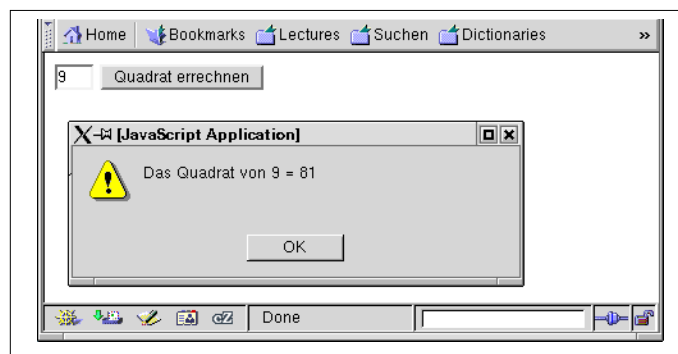 Home Bookmarks Lectures Suchen Dictionaries »
9 Quadrat errechnen
[JavaScript Application]
Das Quadrat von 9 = 81
OK
Done